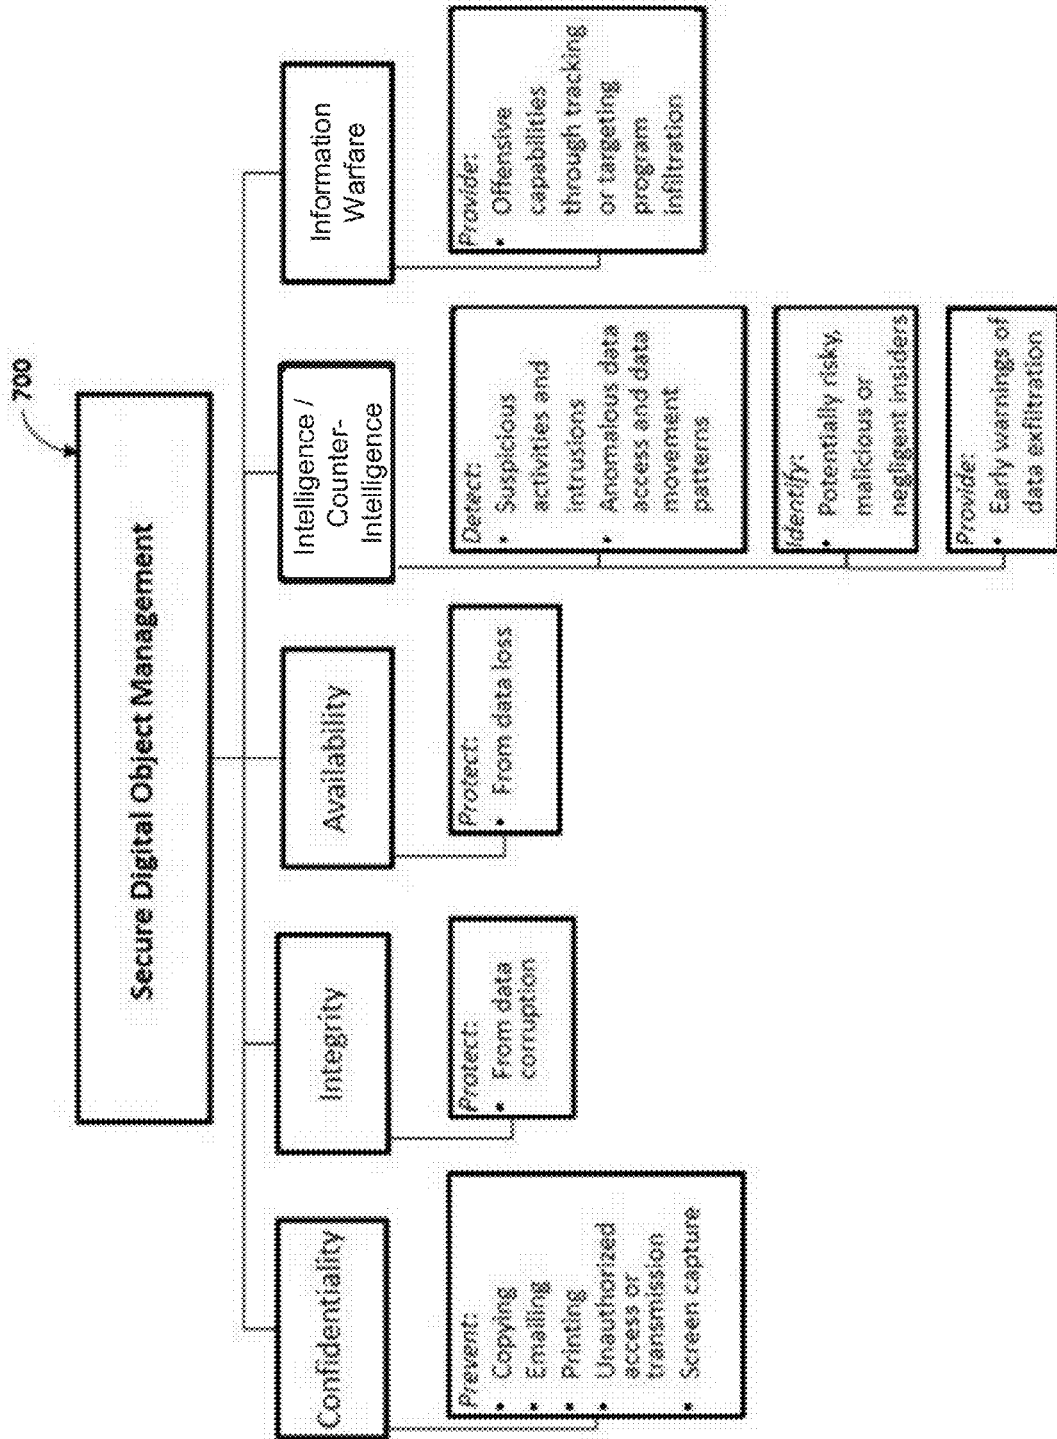 700
Secure Digital Object Management
Confidentiality
Prevent:
• Copying
• Emailing
• Printing
• Unauthorized
access or
transmission
• Screen capture
Integrity
Protect:
• From data
corruption
Availability
Protect:
• From data loss
Intelligence /
Counter-
Intelligence
Detect:
• Suspicious
activities and
intrusions
• Anomalous data
access and data
movement
patterns
Identify:
• Potentially risky,
malicious or
negligent insiders
Provide:
• Early warnings of
data exfiltration
Information
Warfare
Provide:
• Offensive
capabilities
through tracking
or targeting
program
infiltration